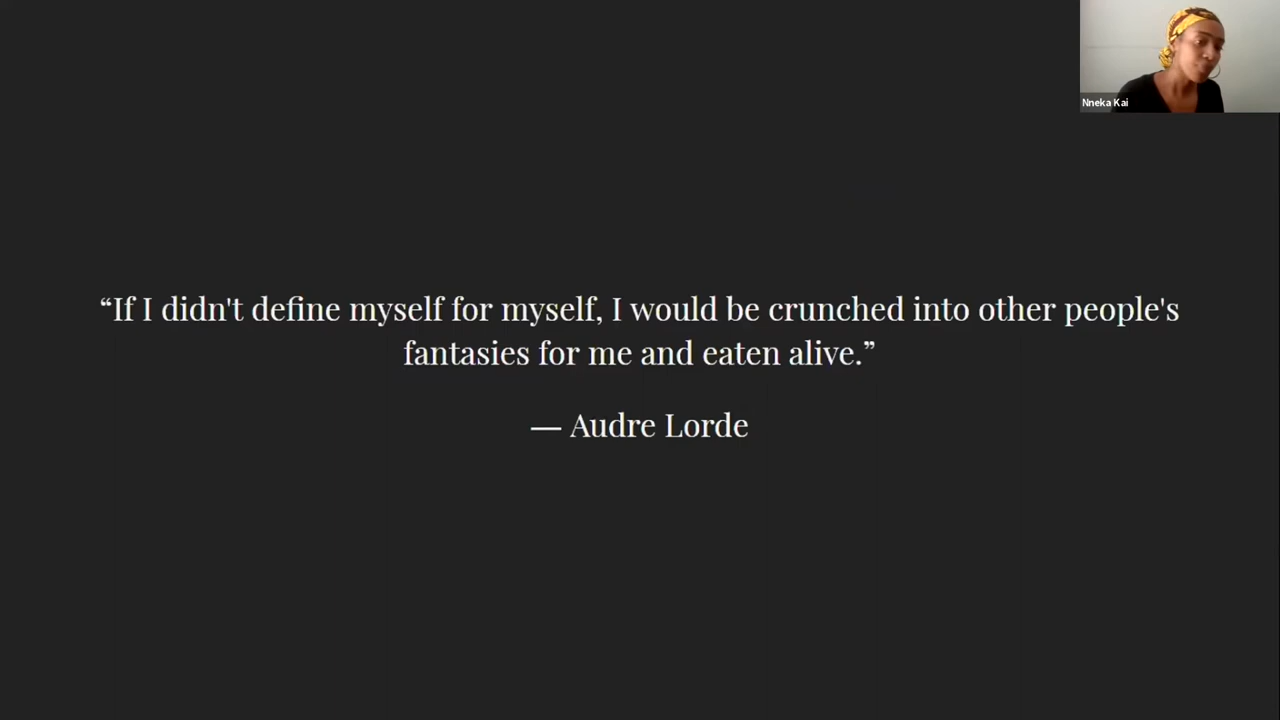 Nneka Kai
“If I didn't define myself for myself, I would be crunched into other people's
fantasies for me and eaten alive.”
― Audre Lorde